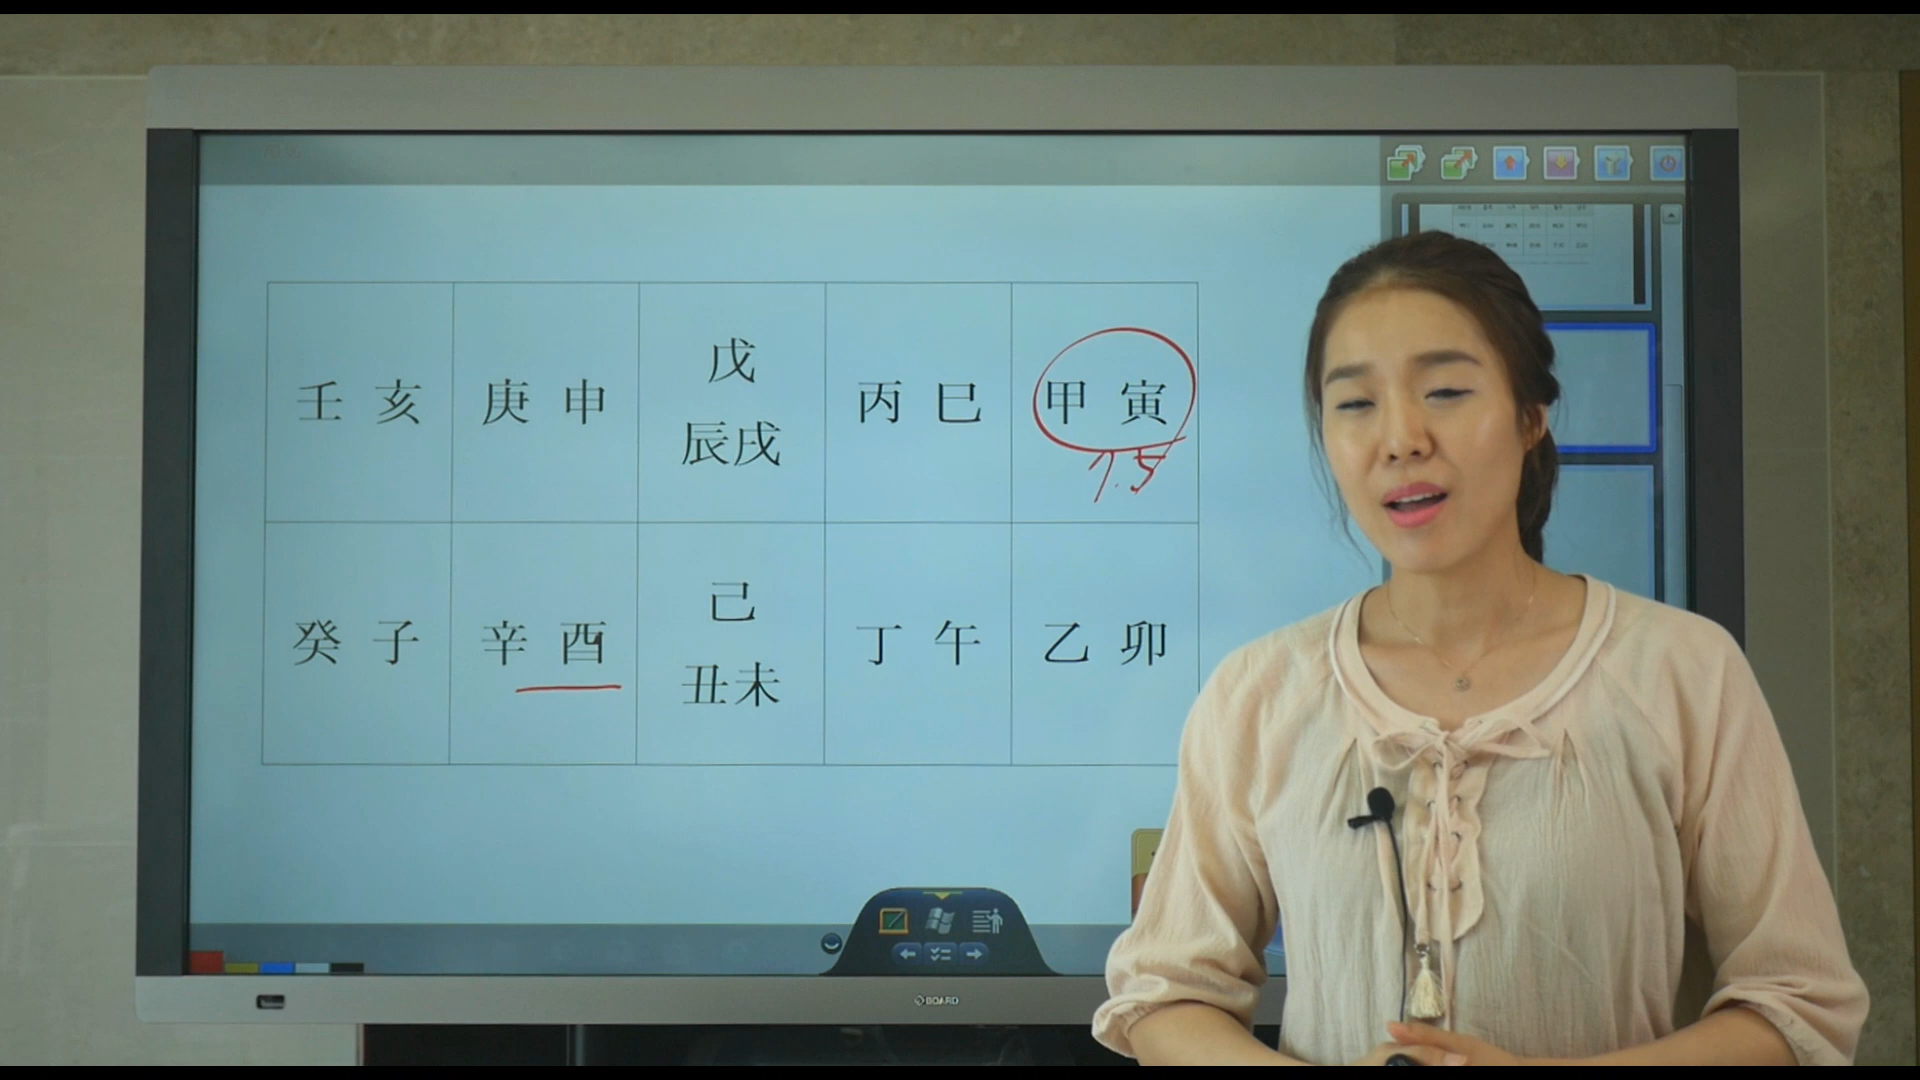 壬 亥
庚 申
戊
辰戌
丙 巳
甲 寅
7.5
癸 子
辛 酉
己
丑未
丁 午
乙 卯
BOARD